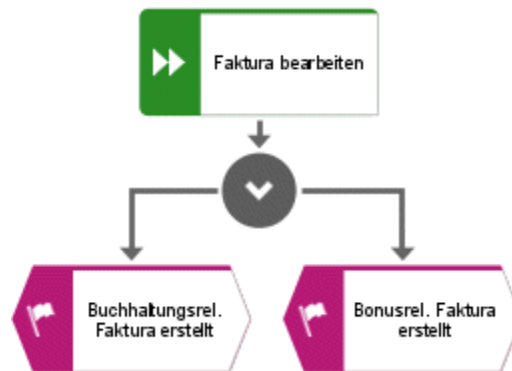 Faktura bearbeiten
Buchhaltungsrel.
Faktura erstellt
Bonusrel. Faktura
erstellt